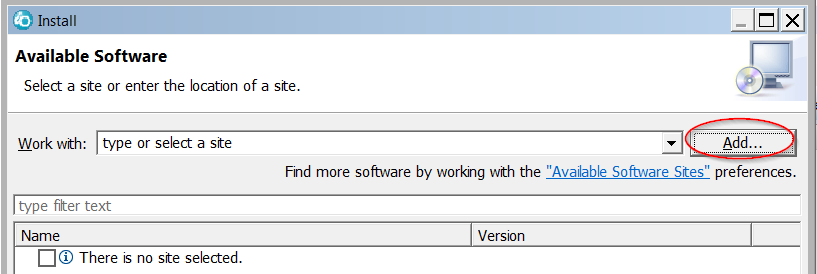 Install
Available Software
Select a site or enter the location of a site.
Work with: type or select a site Add...
Find more software by working with the "Available Software Sites" preferences.
type filter text
Name Version
There is no site selected.